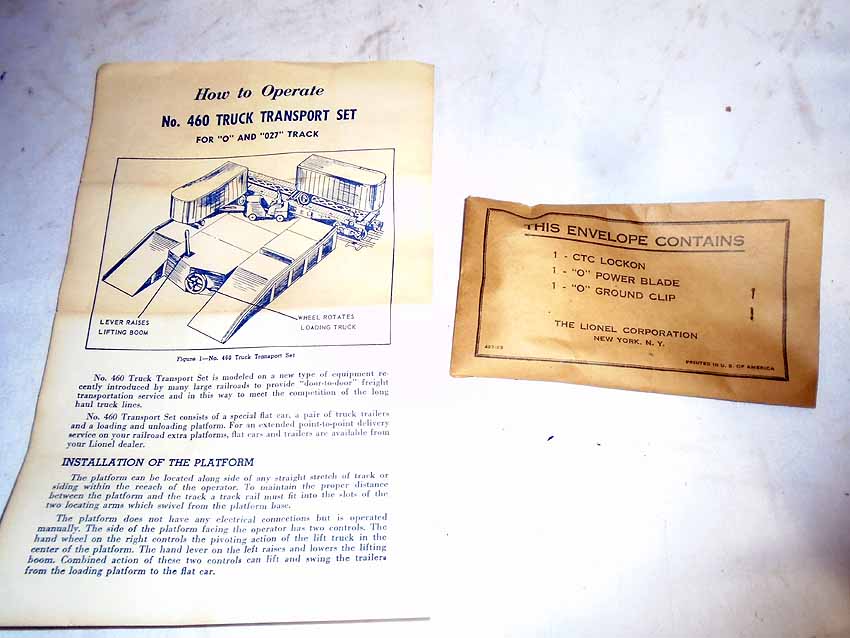 How to Operate
No. 460 TRUCK TRANSPORT SET
FOR "O" AND "027" TRACK
LEVER RAISES
LIFTING BOOM
WHEEL ROTATES
LOADING TRUCK
Figure 1—No. 460 Truck Transport Set
No. 460 Truck Transport Set is modeled on a new type of equipment re-
cently introduced by many large railroads to provide "door-to-door" freight
transportation service and in this way to meet the competition of the long
haul truck lines.
No. 460 Transport Set consists of a special flat car, a pair of truck trailers
and a loading and unloading platform. For an extended point-to-point delivery
service on your railroad extra platforms, flat cars and trailers are available from
your Lionel dealer.
INSTALLATION OF THE PLATFORM
The platform can be located along side of any straight stretch of track or
siding within the reach of the operator. To maintain the proper distance
between the platform and the track a track rail must fit into the slots of the
two locating arms which swivel from the platform base.
The platform does not have any electrical connections but is operated
manually. The side of the platform facing the operator has two controls. The
hand wheel on the right controls the pivoting action of the lift truck in the
center of the platform. The hand lever on the left raises and lowers the lifting
boom. Combined action of these two controls can lift and swing the trailers
from the loading platform to the flat car.
THIS ENVELOPE CONTAINS
1 - CTC LOCKON
1 - "O" POWER BLADE
1 - "O" GROUND CLIP
THE LIONEL CORPORATION
NEW YORK, N. Y.
PRINTED IN U. S. OF AMERICA